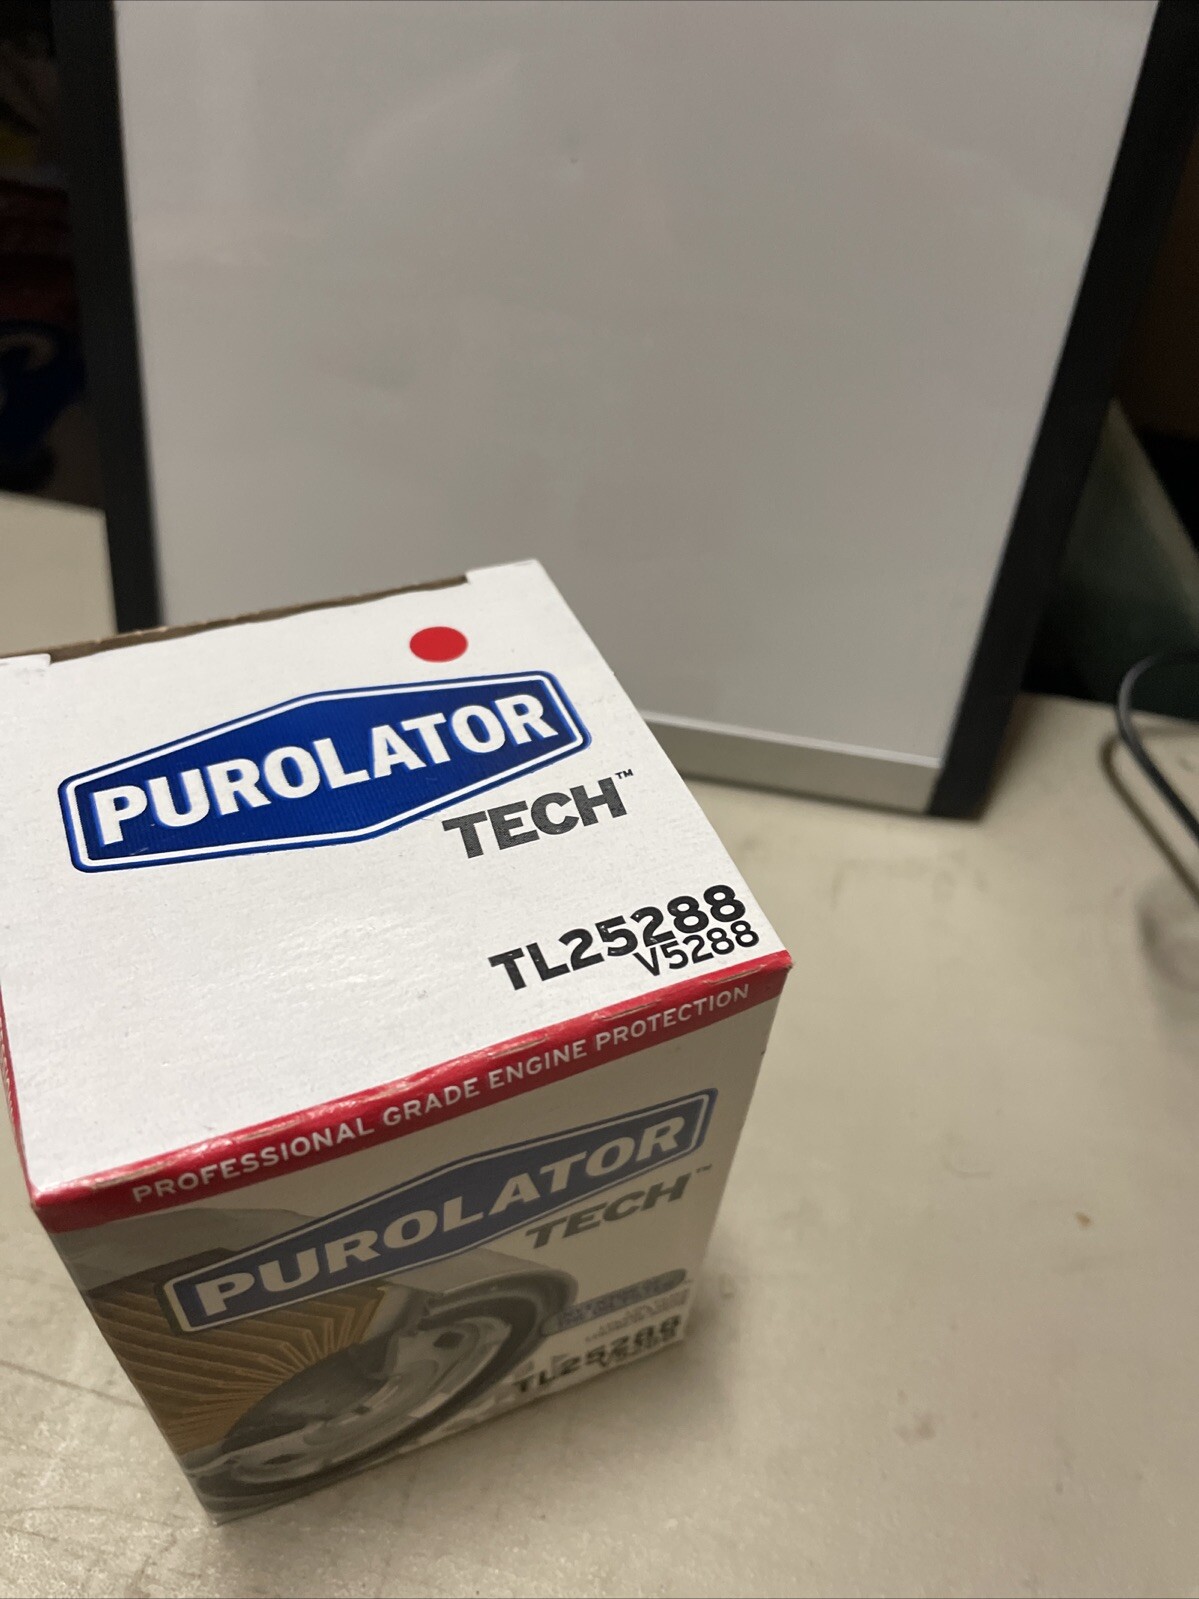 PUROLATOR
TECH™
TL25288
V5288
PROFESSIONAL GRADE ENGINE PROTECTION
PUROLATOR
TECH™
TL25288
V5288